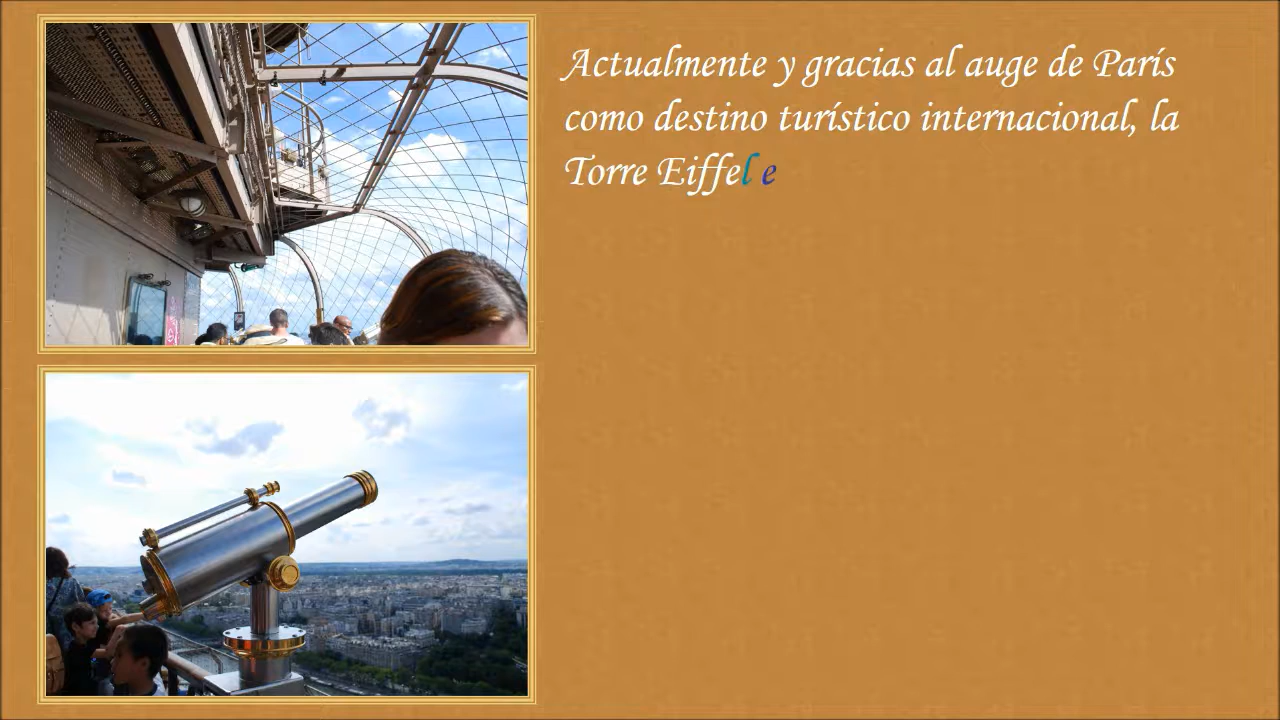 Actualmente y gracias al auge de París
como destino turístico internacional, la
Torre Eiffel e